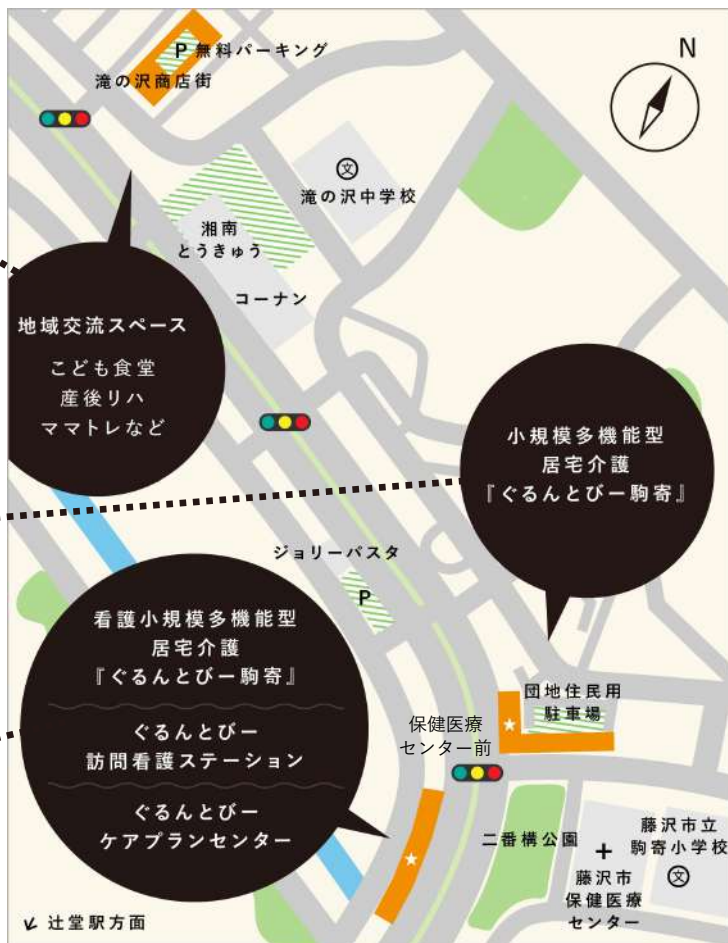 P 無料パーキング
滝の沢商店街
N
文
滝の沢中学校
湘南
とうきゅう
コーナン
地域交流スペース
こども食堂
産後リハ
ママトレなど
小規模多機能型
居宅介護
『ぐるんとびー駒寄』
ジョリーパスタ
P
看護小規模多機能型
居宅介護
『ぐるんとびー駒寄』
ぐるんとびー
訪問看護ステーション
ぐるんとびー
ケアプランセンター
団地住民用
駐車場
保健医療
センター前
二番構公園
藤沢市立
駒寄小学校
文
藤沢市
保健医療
センター
辻堂駅方面